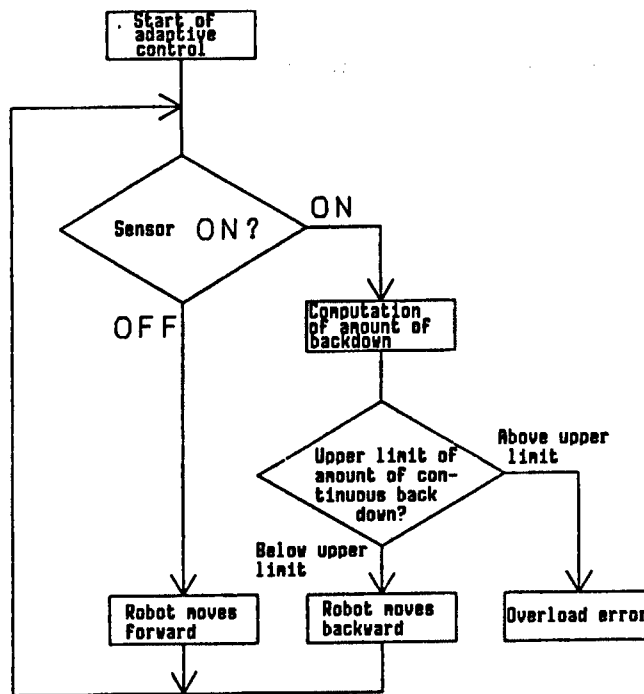 Start of
adaptive
control
Sensor ON?
ON
OFF
Computation
of amount of
backdown
Upper limit of
amount of con-
tinuous back
down?
Above upper
limit
Below upper
limit
Robot moves
forward
Robot moves
backward
Overload error